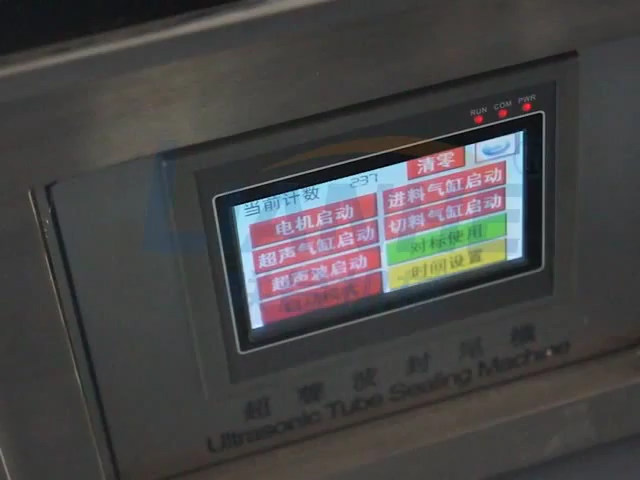 RUN COM PWR
当前计数 237 清零
电机启动 进料气缸启动
超声气缸启动 切料气缸启动
超声波启动 对标使用
时间设置
超声波封尾机
Ultrasonic Tube Sealing Machine